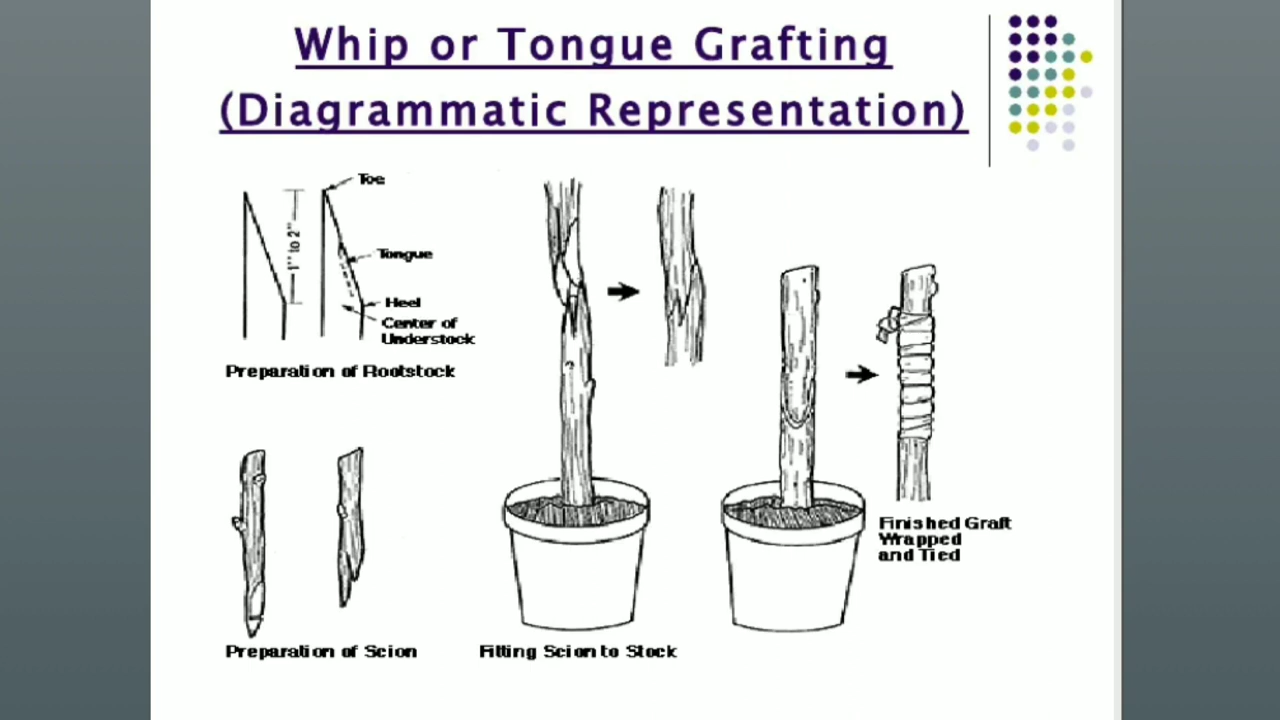 Whip or Tongue Grafting
(Diagrammatic Representation)
Toe
1" to 2"
Tongue
Heel
Center of
Understock
Preparation of Rootstock
Preparation of Scion
Fitting Scion to Stock
Finished Graft
Wrapped
and Tied